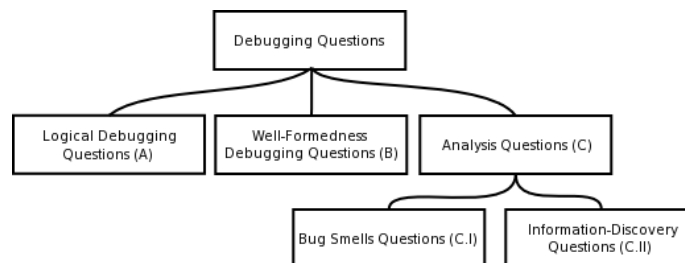 Debugging Questions
Logical Debugging
Questions (A)
Well-Formedness
Debugging Questions (B)
Analysis Questions (C)
Bug Smells Questions (C.I)
Information-Discovery
Questions (C.II)